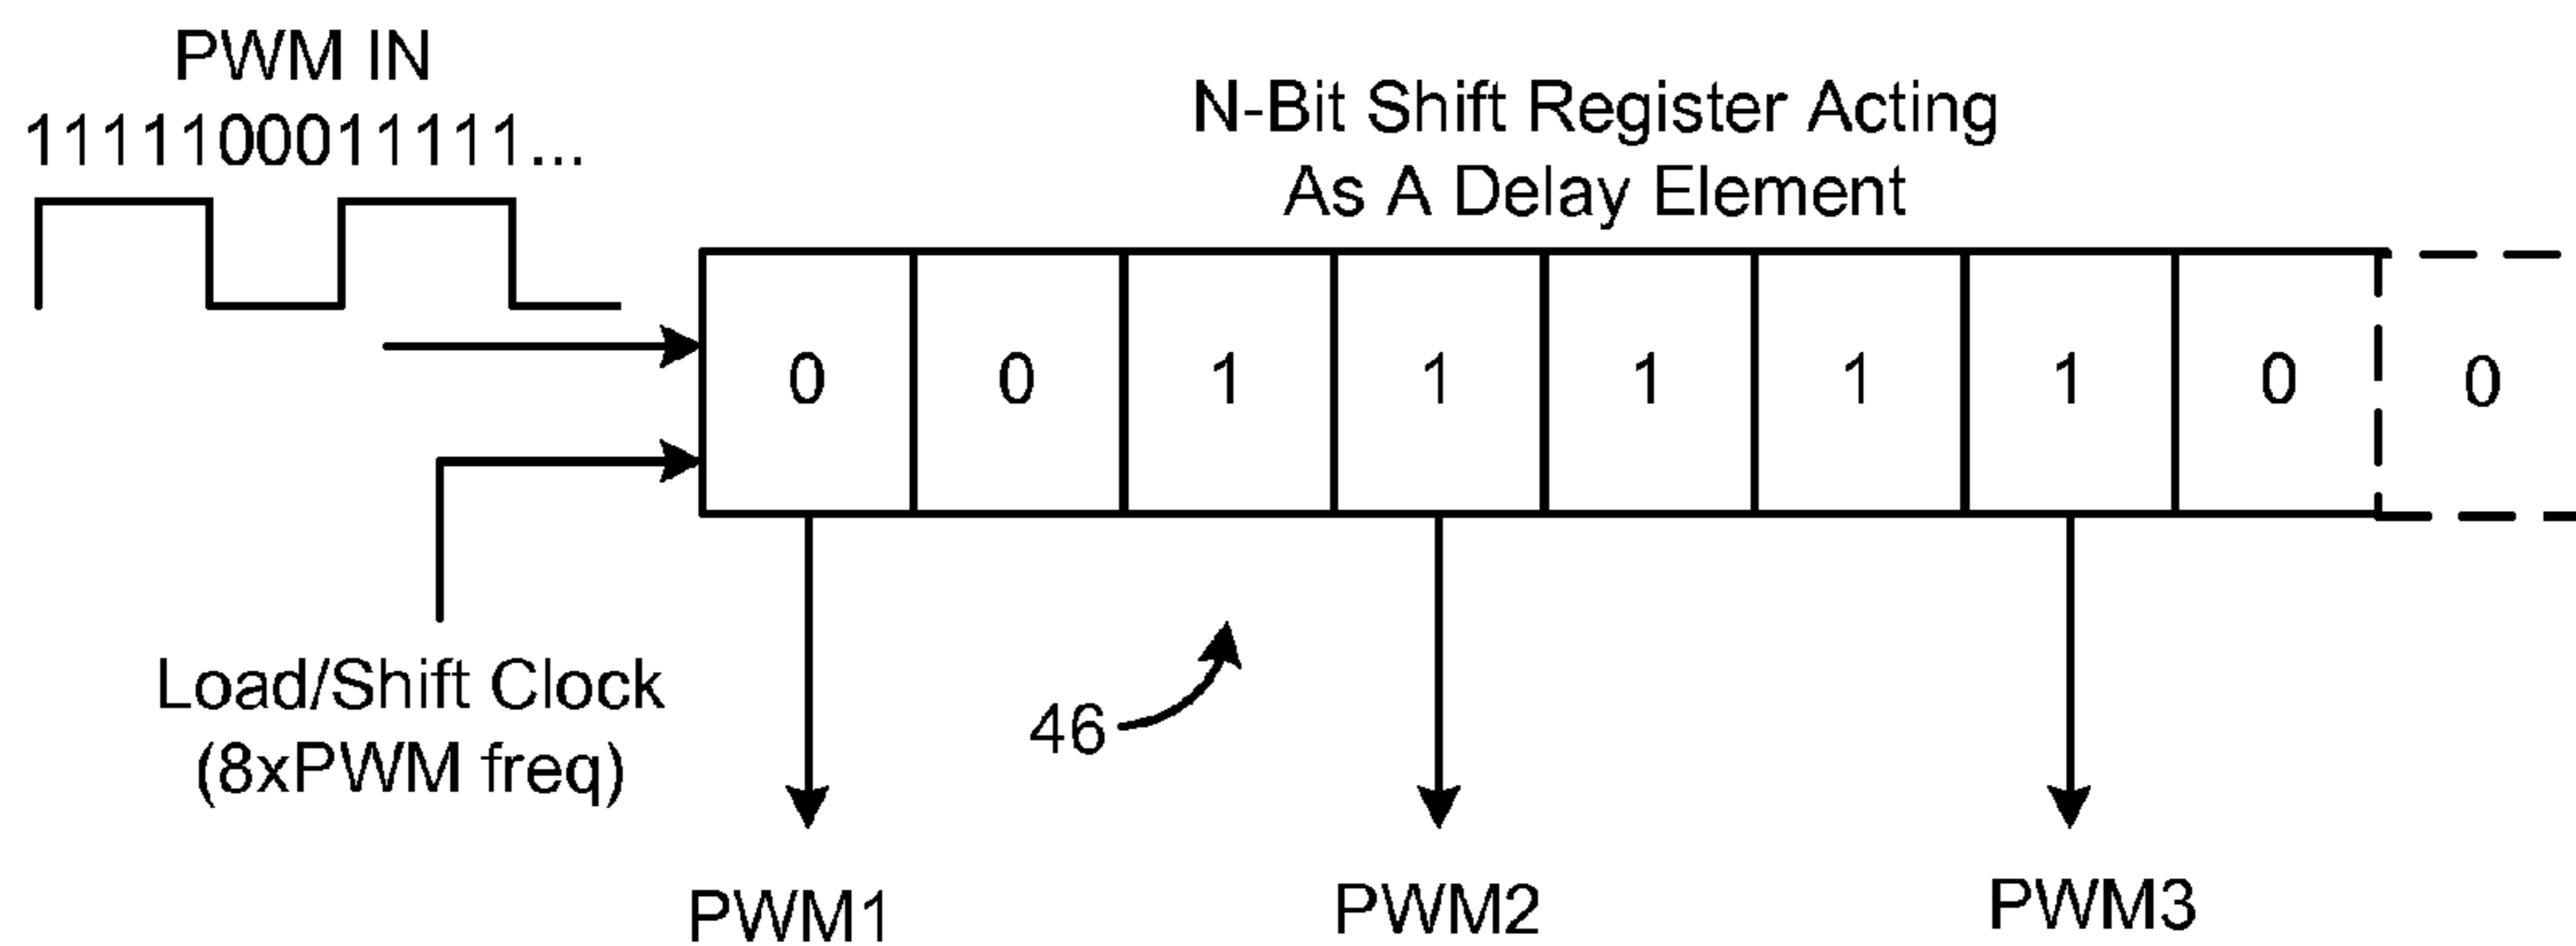 PWM IN
1111100011111...
N-Bit Shift Register Acting
As A Delay Element
0 0 1 1 1 1 1 0 0
Load/Shift Clock
(8xPWM freq)
46
PWM1 PWM2 PWM3